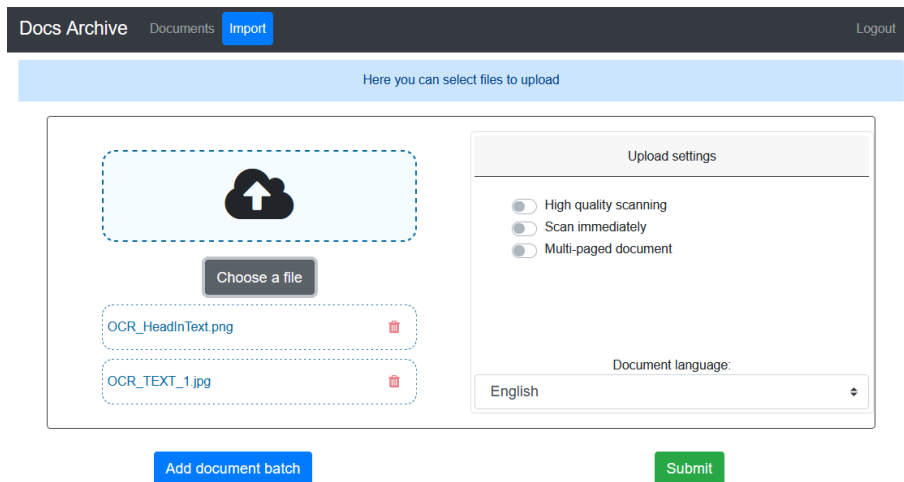 Docs Archive Documents Import Logout
Here you can select files to upload
Choose a file
OCR_HeadInText.png
OCR_TEXT_1.jpg
Upload settings
High quality scanning
Scan immediately
Multi-paged document
Document language:
English
Add document batch Submit